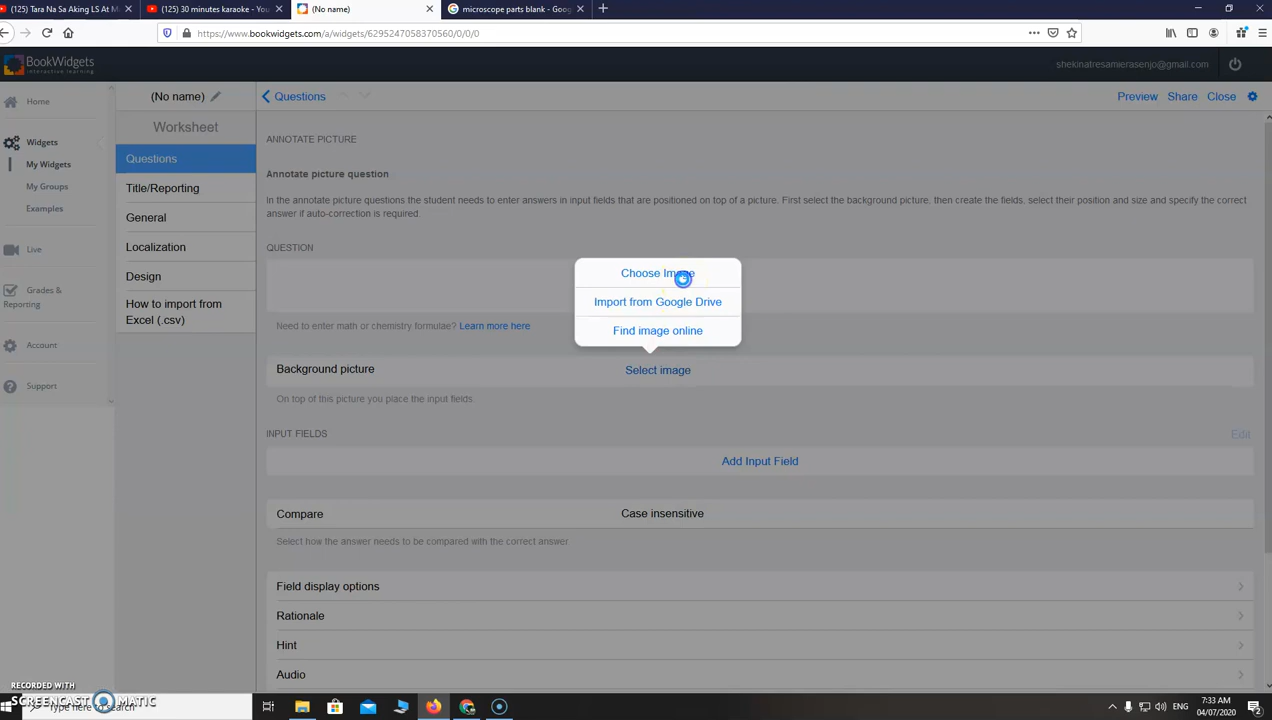 (125) Tara Na Sa Aking LS At M
(125) 30 minutes karaoke - You
(No name)
microscope parts blank - Goog
https://www.bookwidgets.com/a/widgets/6295247058370560/0/0/0
BookWidgets
interactive learning
shekinatresamierasenjo@gmail.com
Home
Widgets
My Widgets
My Groups
Examples
Live
Grades &
Reporting
Account
Support
(No name)
Worksheet
Questions
Title/Reporting
General
Localization
Design
How to import from
Excel (.csv)
Questions
Preview
Share
Close
ANNOTATE PICTURE
Annotate picture question
In the annotate picture questions the student needs to enter answers in input fields that are positioned on top of a picture. First select the background picture, then create the fields, select their position and size and specify the correct
answer if auto-correction is required.
QUESTION
Choose Image
Import from Google Drive
Find image online
Need to enter math or chemistry formulae? Learn more here
Background picture
Select image
On top of this picture you place the input fields.
INPUT FIELDS
Edit
Add Input Field
Compare
Case insensitive
Select how the answer needs to be compared with the correct answer
Field display options
Rationale
Hint
Audio
RECORDED WITH
SCREENCAST MATIC
Type here to search
ENG
7:33 AM
04/07/2020
2